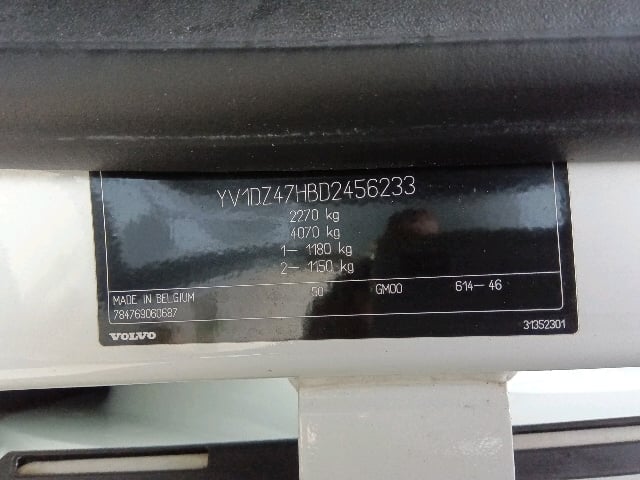 YV1DZ47HBD2456233
2270 kg
4070 kg
1– 1180 kg
2– 1150 kg
MADE IN BELGIUM 50 GM00 614– 46
784769060687
VOLVO 31352301